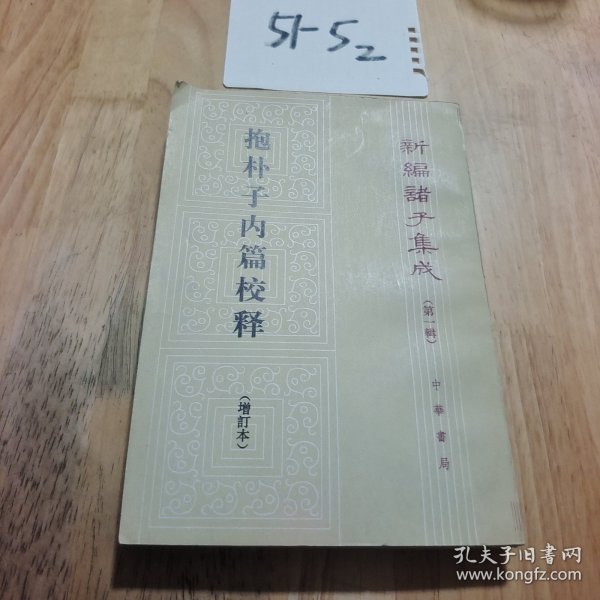 51-52
新編諸子集成
（第一輯）
中華書局
抱朴子内篇校释
（增訂本）
孔夫子旧书网
www.kongfz.com